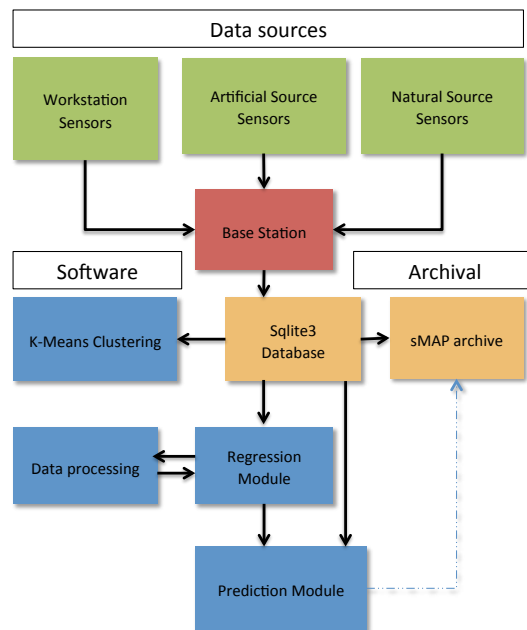 Data sources
Workstation
Sensors
Artificial Source
Sensors
Natural Source
Sensors
Base Station
Software
Archival
K-Means Clustering
Sqlite3
Database
sMAP archive
Data processing
Regression
Module
Prediction Module